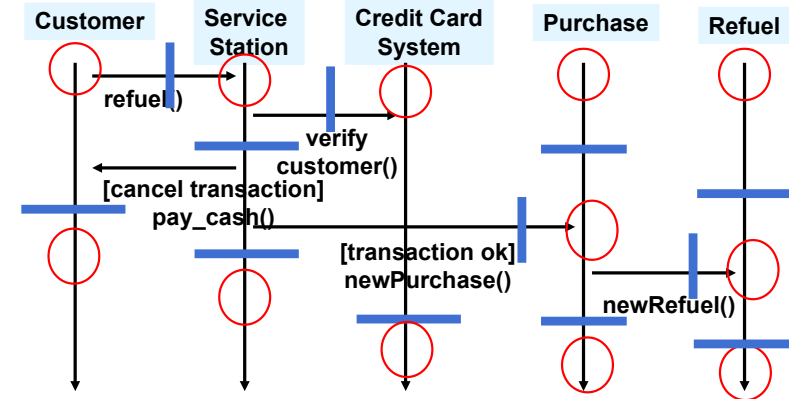 Customer
Service
Station
Credit Card
System
Purchase
Refuel
refuel()
verify
customer()
[cancel transaction]
pay_cash()
[transaction ok]
newPurchase()
newRefuel()